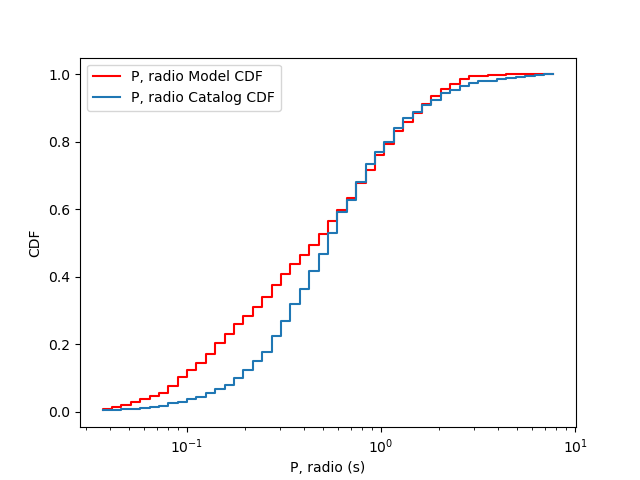 P, radio Model CDF
P, radio Catalog CDF
CDF
1.0
0.8
0.6
0.4
0.2
0.0
10⁻¹ 10⁰ 10¹
P, radio (s)